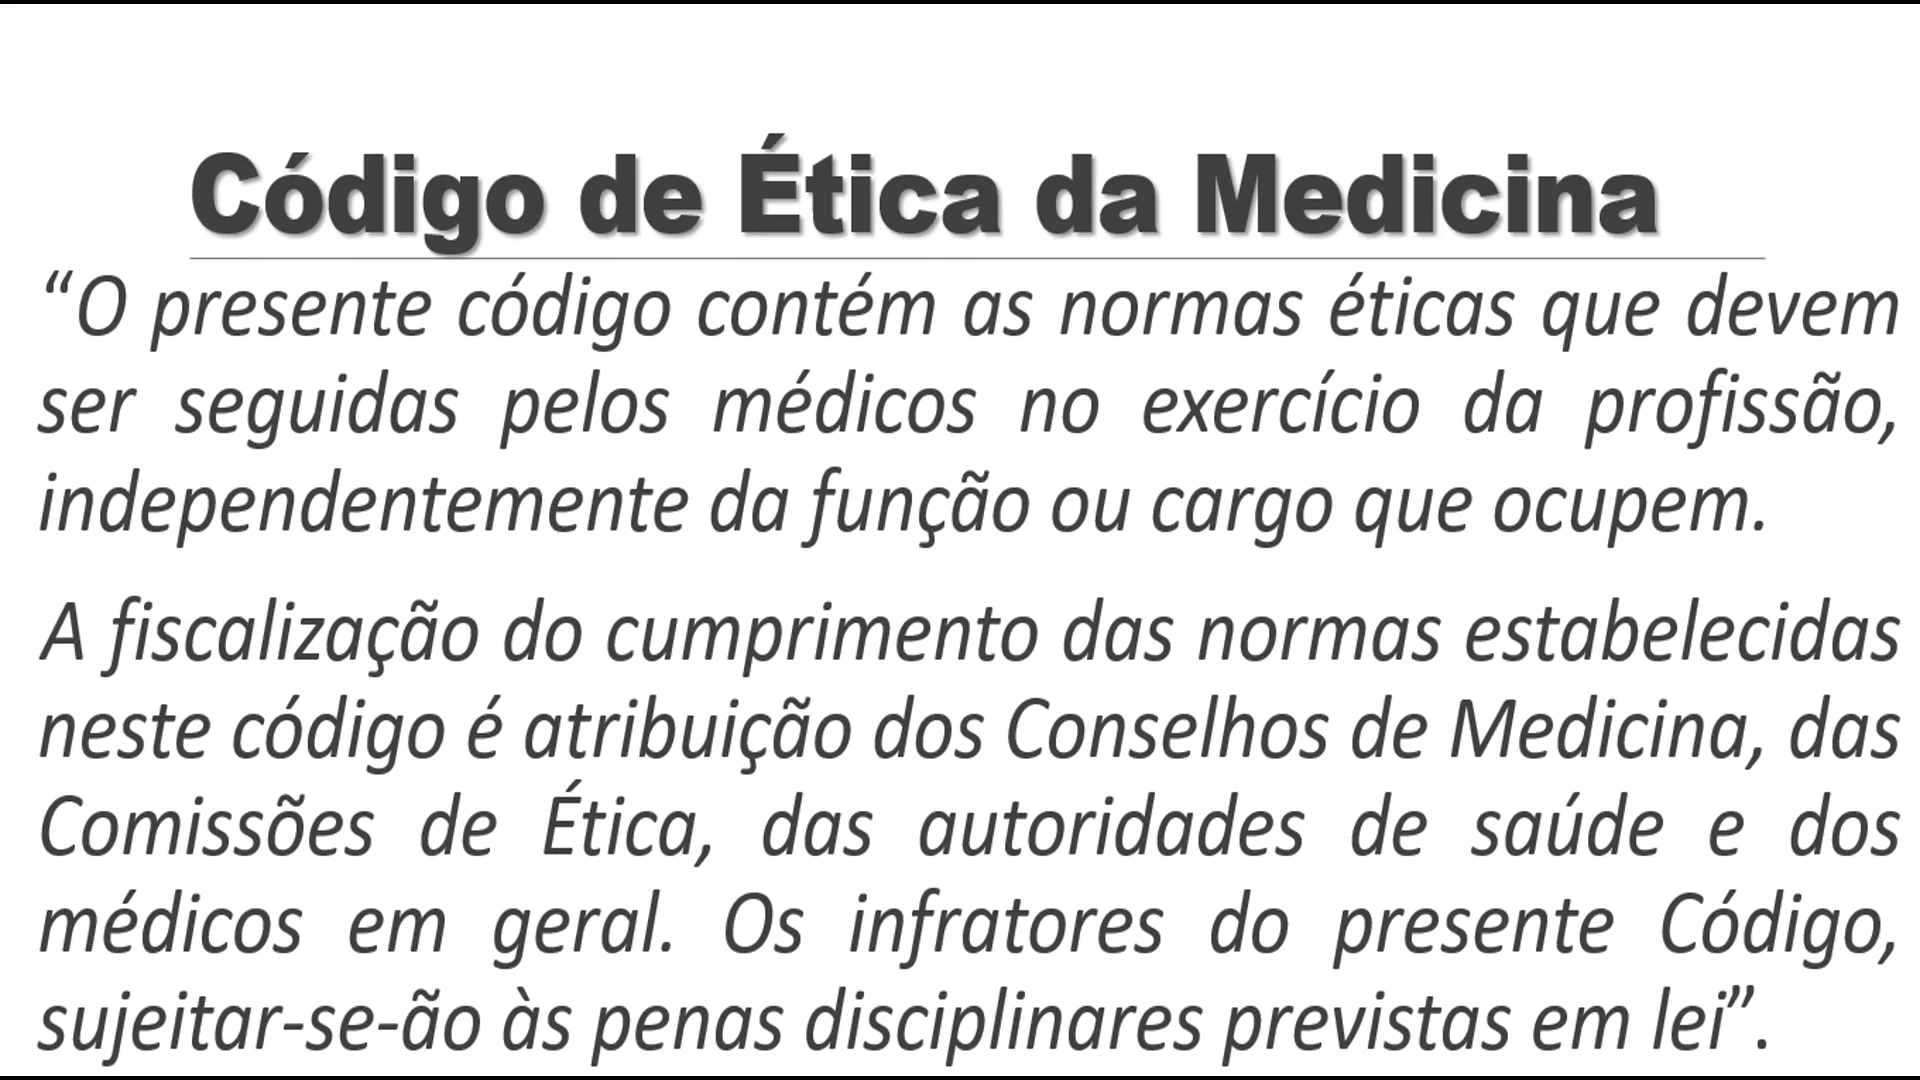 Código de Ética da Medicina
“O presente código contém as normas éticas que devem
ser seguidas pelos médicos no exercício da profissão,
independentemente da função ou cargo que ocupem.
A fiscalização do cumprimento das normas estabelecidas
neste código é atribuição dos Conselhos de Medicina, das
Comissões de Ética, das autoridades de saúde e dos
médicos em geral. Os infratores do presente Código,
sujeitar-se-ão às penas disciplinares previstas em lei”.